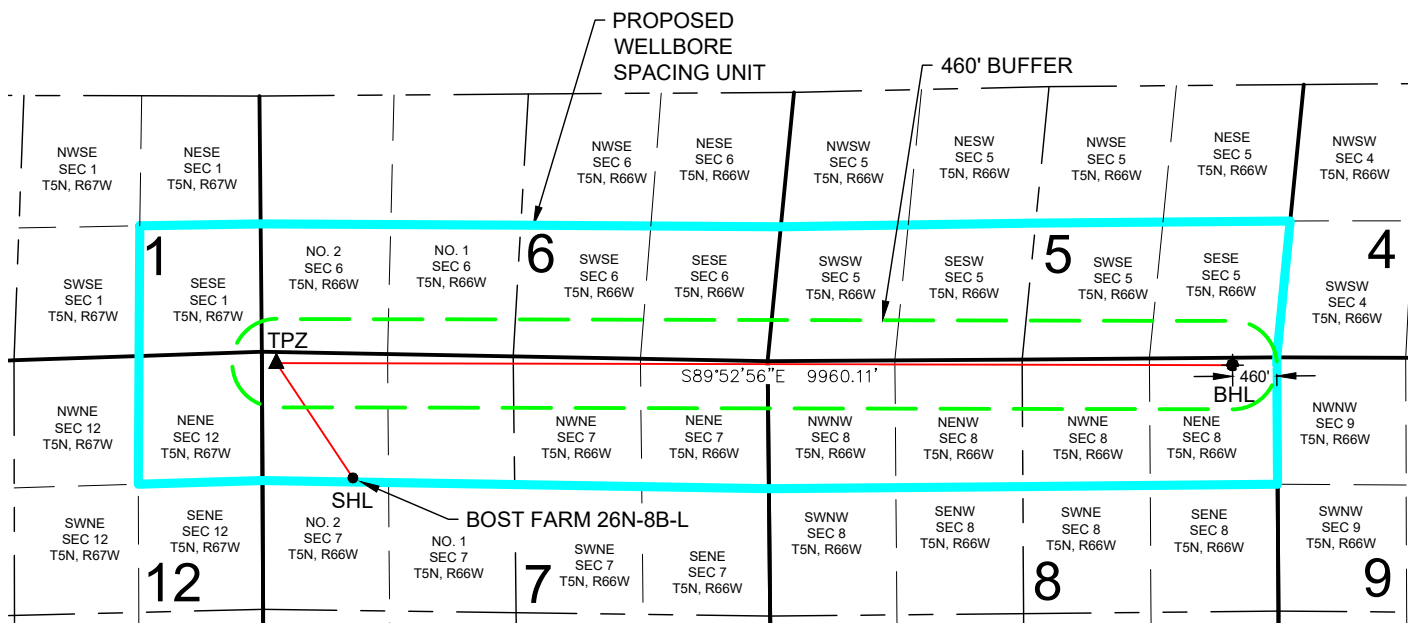 PROPOSED
WELLBORE
SPACING UNIT
460' BUFFER
NWSE
SEC 1
T5N, R67W
NESE
SEC 1
T5N, R67W
NWSE
SEC 6
T5N, R66W
NESE
SEC 6
T5N, R66W
NWSW
SEC 5
T5N, R66W
NESW
SEC 5
T5N, R66W
NWSE
SEC 5
T5N, R66W
NESE
SEC 5
T5N, R66W
NWSW
SEC 4
T5N, R66W
1
6
5
4
SWSE
SEC 1
T5N, R67W
SESE
SEC 1
T5N, R67W
NO. 2
SEC 6
T5N, R66W
NO. 1
SEC 6
T5N, R66W
SWSE
SEC 6
T5N, R66W
SESE
SEC 6
T5N, R66W
SWSW
SEC 5
T5N, R66W
SESW
SEC 5
T5N, R66W
SWSE
SEC 5
T5N, R66W
SESE
SEC 5
T5N, R66W
SWSW
SEC 4
T5N, R66W
TPZ
S89°52'56"E 9960.11'
460'
BHL
NWNE
SEC 12
T5N, R67W
NENE
SEC 12
T5N, R67W
NWNE
SEC 7
T5N, R66W
NENE
SEC 7
T5N, R66W
NWNW
SEC 8
T5N, R66W
NENW
SEC 8
T5N, R66W
NWNE
SEC 8
T5N, R66W
NENE
SEC 8
T5N, R66W
NWNW
SEC 9
T5N, R66W
SHL
BOST FARM 26N-8B-L
SWNE
SEC 12
T5N, R67W
SENE
SEC 12
T5N, R67W
NO. 2
SEC 7
T5N, R66W
NO. 1
SEC 7
T5N, R66W
SWNE
SEC 7
T5N, R66W
SENE
SEC 7
T5N, R66W
SWNW
SEC 8
T5N, R66W
SENW
SEC 8
T5N, R66W
SWNE
SEC 8
T5N, R66W
SENE
SEC 8
T5N, R66W
SWNW
SEC 9
T5N, R66W
12
7
8
9